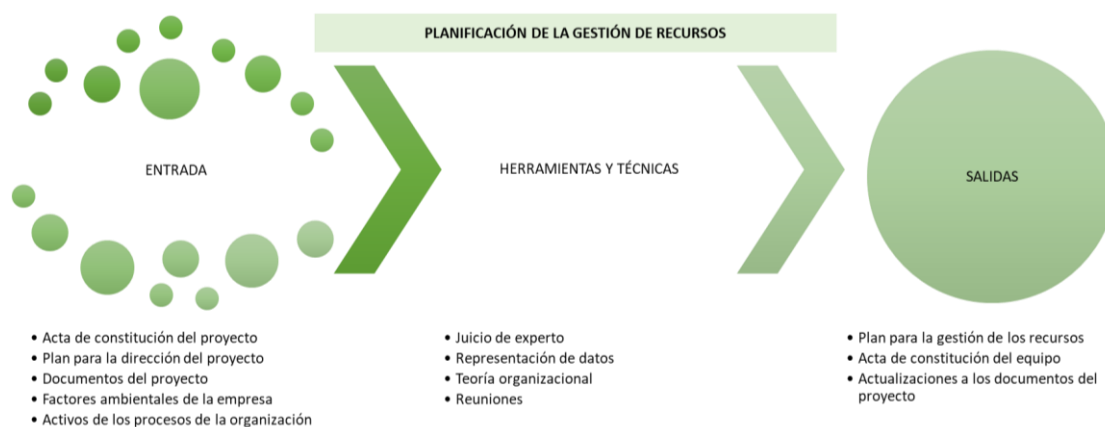 PLANIFICACIÓN DE LA GESTIÓN DE RECURSOS
ENTRADA
HERRAMIENTAS Y TÉCNICAS
SALIDAS
• Acta de constitución del proyecto
• Plan para la dirección del proyecto
• Documentos del proyecto
• Factores ambientales de la empresa
• Activos de los procesos de la organización
• Juicio de experto
• Representación de datos
• Teoría organizacional
• Reuniones
• Plan para la gestión de los recursos
• Acta de constitución del equipo
• Actualizaciones a los documentos del
proyecto